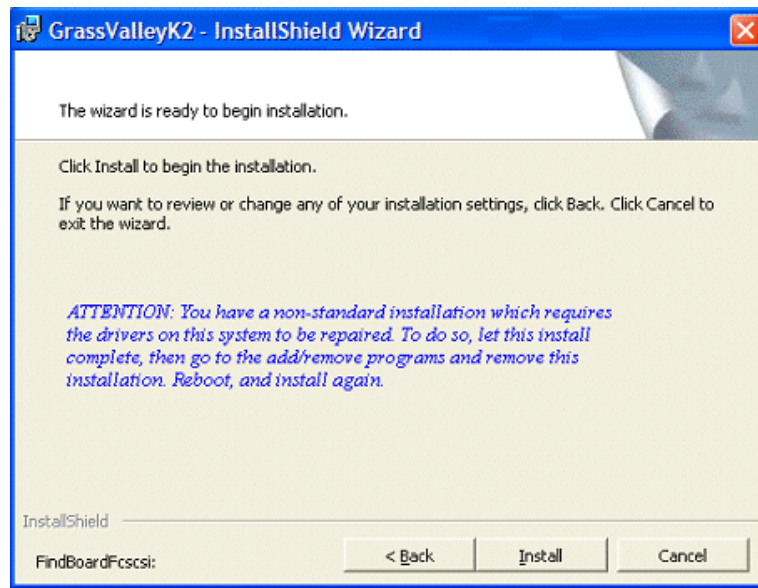 GrassValleyK2 - InstallShield Wizard
The wizard is ready to begin installation.
Click Install to begin the installation.
If you want to review or change any of your installation settings, click Back. Click Cancel to
exit the wizard.
ATTENTION: You have a non-standard installation which requires
the drivers on this system to be repaired. To do so, let this install
complete, then go to the add/remove programs and remove this
installation. Reboot, and install again.
InstallShield
FindBoardFcscsi:
< Back
Install
Cancel